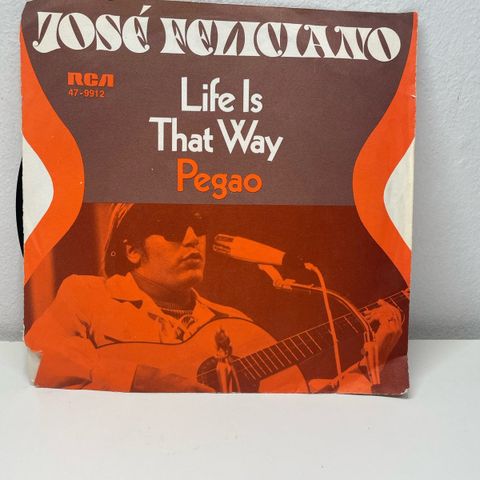 JOSÉ FELICIANO
RCA
47-9912
Life Is
That Way
Pegao